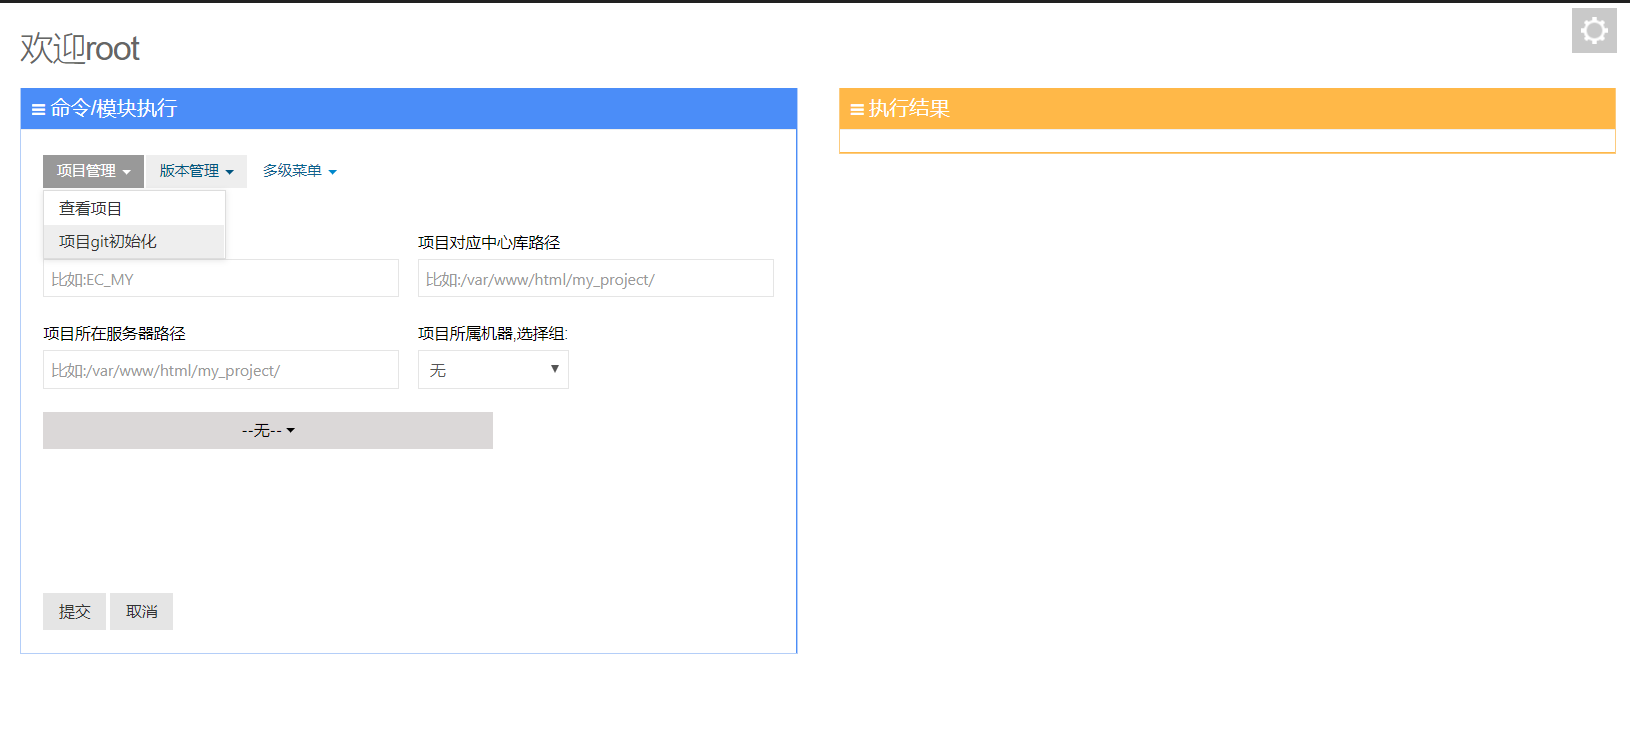 欢迎root
命令/模块执行
执行结果
项目管理
版本管理
多级菜单
查看项目
项目git初始化
项目对应中心库路径
比如:EC_MY
比如:/var/www/html/my_project/
项目所在服务器路径
项目所属机器,选择组:
比如:/var/www/html/my_project/
无
--无--
提交
取消